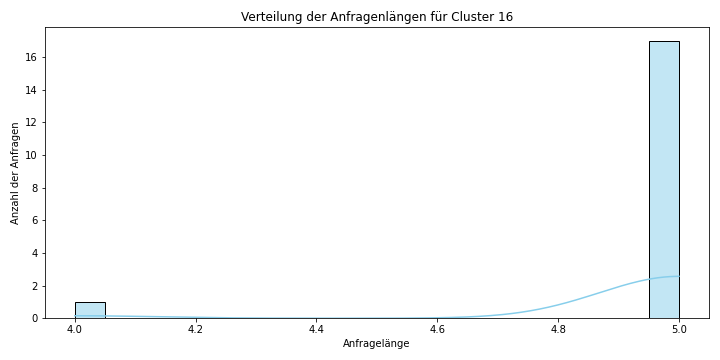 Verteilung der Anfragenlängen für Cluster 16
Anzahl der Anfragen
16
14
12
10
8
6
4
2
0
4.0 4.2 4.4 4.6 4.8 5.0
Anfragelänge